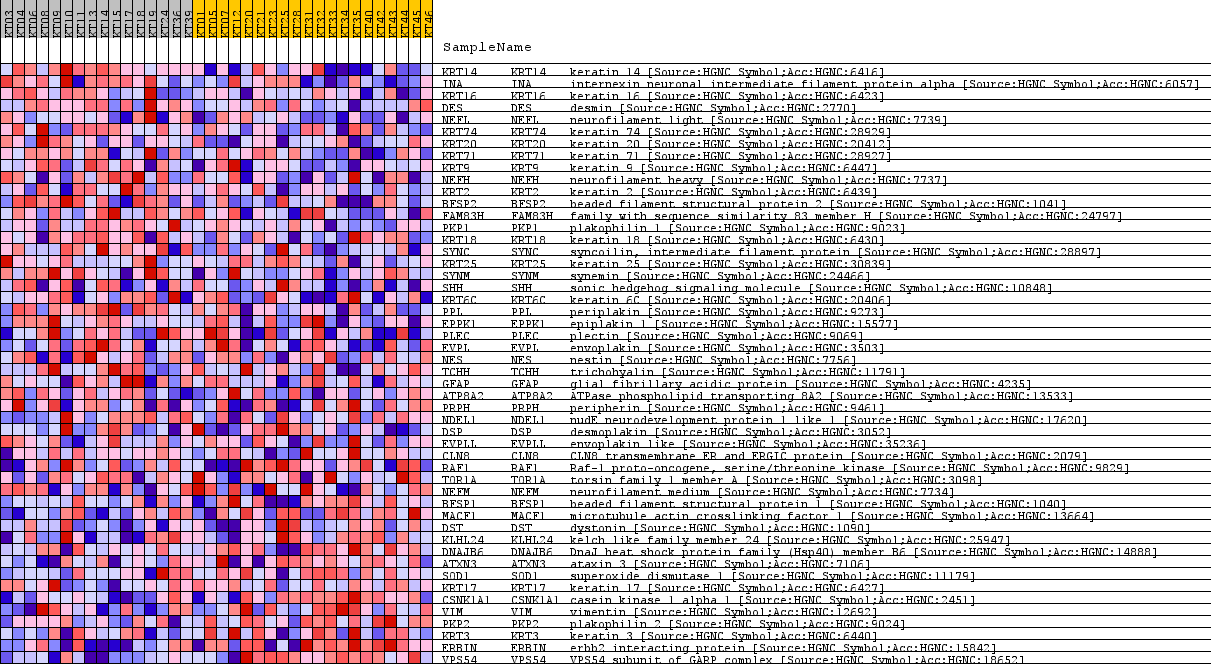 KT03 KT04 KT06 KT08 KT09 KT10 KT11 KT13 KT14 KT15 KT17 KT18 KT19 KT24 KT36 KT39 KT01 KT05 KT07 KT12 KT20 KT21 KT23 KT25 KT28 KT31 KT32 KT33 KT34 KT35 KT40 KT42 KT43 KT44 KT45 KT46
SampleName
KRT14 KRT14 keratin 14 [Source:HGNC Symbol;Acc:HGNC:6416]
INA INA internexin neuronal intermediate filament protein alpha [Source:HGNC Symbol;Acc:HGNC:6057]
KRT16 KRT16 keratin 16 [Source:HGNC Symbol;Acc:HGNC:6423]
DES DES desmin [Source:HGNC Symbol;Acc:HGNC:2770]
NEFL NEFL neurofilament light [Source:HGNC Symbol;Acc:HGNC:7739]
KRT74 KRT74 keratin 74 [Source:HGNC Symbol;Acc:HGNC:28929]
KRT20 KRT20 keratin 20 [Source:HGNC Symbol;Acc:HGNC:20412]
KRT71 KRT71 keratin 71 [Source:HGNC Symbol;Acc:HGNC:28927]
KRT9 KRT9 keratin 9 [Source:HGNC Symbol;Acc:HGNC:6447]
NEFH NEFH neurofilament heavy [Source:HGNC Symbol;Acc:HGNC:7737]
KRT2 KRT2 keratin 2 [Source:HGNC Symbol;Acc:HGNC:6439]
BFSP2 BFSP2 beaded filament structural protein 2 [Source:HGNC Symbol;Acc:HGNC:1041]
FAM83H FAM83H family with sequence similarity 83 member H [Source:HGNC Symbol;Acc:HGNC:24797]
PKP1 PKP1 plakophilin 1 [Source:HGNC Symbol;Acc:HGNC:9023]
KRT18 KRT18 keratin 18 [Source:HGNC Symbol;Acc:HGNC:6430]
SYNC SYNC syncoilin, intermediate filament protein [Source:HGNC Symbol;Acc:HGNC:28897]
KRT25 KRT25 keratin 25 [Source:HGNC Symbol;Acc:HGNC:30839]
SYNM SYNM synemin [Source:HGNC Symbol;Acc:HGNC:24466]
SHH SHH sonic hedgehog signaling molecule [Source:HGNC Symbol;Acc:HGNC:10848]
KRT6C KRT6C keratin 6C [Source:HGNC Symbol;Acc:HGNC:20406]
PPL PPL periplakin [Source:HGNC Symbol;Acc:HGNC:9273]
EPPK1 EPPK1 epiplakin 1 [Source:HGNC Symbol;Acc:HGNC:15577]
PLEC PLEC plectin [Source:HGNC Symbol;Acc:HGNC:9069]
EVPL EVPL envoplakin [Source:HGNC Symbol;Acc:HGNC:3503]
NES NES nestin [Source:HGNC Symbol;Acc:HGNC:7756]
TCHH TCHH trichohyalin [Source:HGNC Symbol;Acc:HGNC:11791]
GFAP GFAP glial fibrillary acidic protein [Source:HGNC Symbol;Acc:HGNC:4235]
ATP8A2 ATP8A2 ATPase phospholipid transporting 8A2 [Source:HGNC Symbol;Acc:HGNC:13533]
PRPH PRPH peripherin [Source:HGNC Symbol;Acc:HGNC:9461]
NDEL1 NDEL1 nudE neurodevelopment protein 1 like 1 [Source:HGNC Symbol;Acc:HGNC:17620]
DSP DSP desmoplakin [Source:HGNC Symbol;Acc:HGNC:3052]
EVPLL EVPLL envoplakin like [Source:HGNC Symbol;Acc:HGNC:35236]
CLN8 CLN8 CLN8 transmembrane ER and ERGIC protein [Source:HGNC Symbol;Acc:HGNC:2079]
RAF1 RAF1 Raf-1 proto-oncogene, serine/threonine kinase [Source:HGNC Symbol;Acc:HGNC:9829]
TOR1A TOR1A torsin family 1 member A [Source:HGNC Symbol;Acc:HGNC:3098]
NEFM NEFM neurofilament medium [Source:HGNC Symbol;Acc:HGNC:7734]
BFSP1 BFSP1 beaded filament structural protein 1 [Source:HGNC Symbol;Acc:HGNC:1040]
MACF1 MACF1 microtubule actin crosslinking factor 1 [Source:HGNC Symbol;Acc:HGNC:13664]
DST DST dystonin [Source:HGNC Symbol;Acc:HGNC:1090]
KLHL24 KLHL24 kelch like family member 24 [Source:HGNC Symbol;Acc:HGNC:25947]
DNAJB6 DNAJB6 DnaJ heat shock protein family (Hsp40) member B6 [Source:HGNC Symbol;Acc:HGNC:14888]
ATXN3 ATXN3 ataxin 3 [Source:HGNC Symbol;Acc:HGNC:7106]
SOD1 SOD1 superoxide dismutase 1 [Source:HGNC Symbol;Acc:HGNC:11179]
KRT17 KRT17 keratin 17 [Source:HGNC Symbol;Acc:HGNC:6427]
CSNK1A1 CSNK1A1 casein kinase 1 alpha 1 [Source:HGNC Symbol;Acc:HGNC:2451]
VIM VIM vimentin [Source:HGNC Symbol;Acc:HGNC:12692]
PKP2 PKP2 plakophilin 2 [Source:HGNC Symbol;Acc:HGNC:9024]
KRT3 KRT3 keratin 3 [Source:HGNC Symbol;Acc:HGNC:6440]
ERBIN ERBIN erbb2 interacting protein [Source:HGNC Symbol;Acc:HGNC:15842]
VPS54 VPS54 VPS54 subunit of GARP complex [Source:HGNC Symbol;Acc:HGNC:18652]